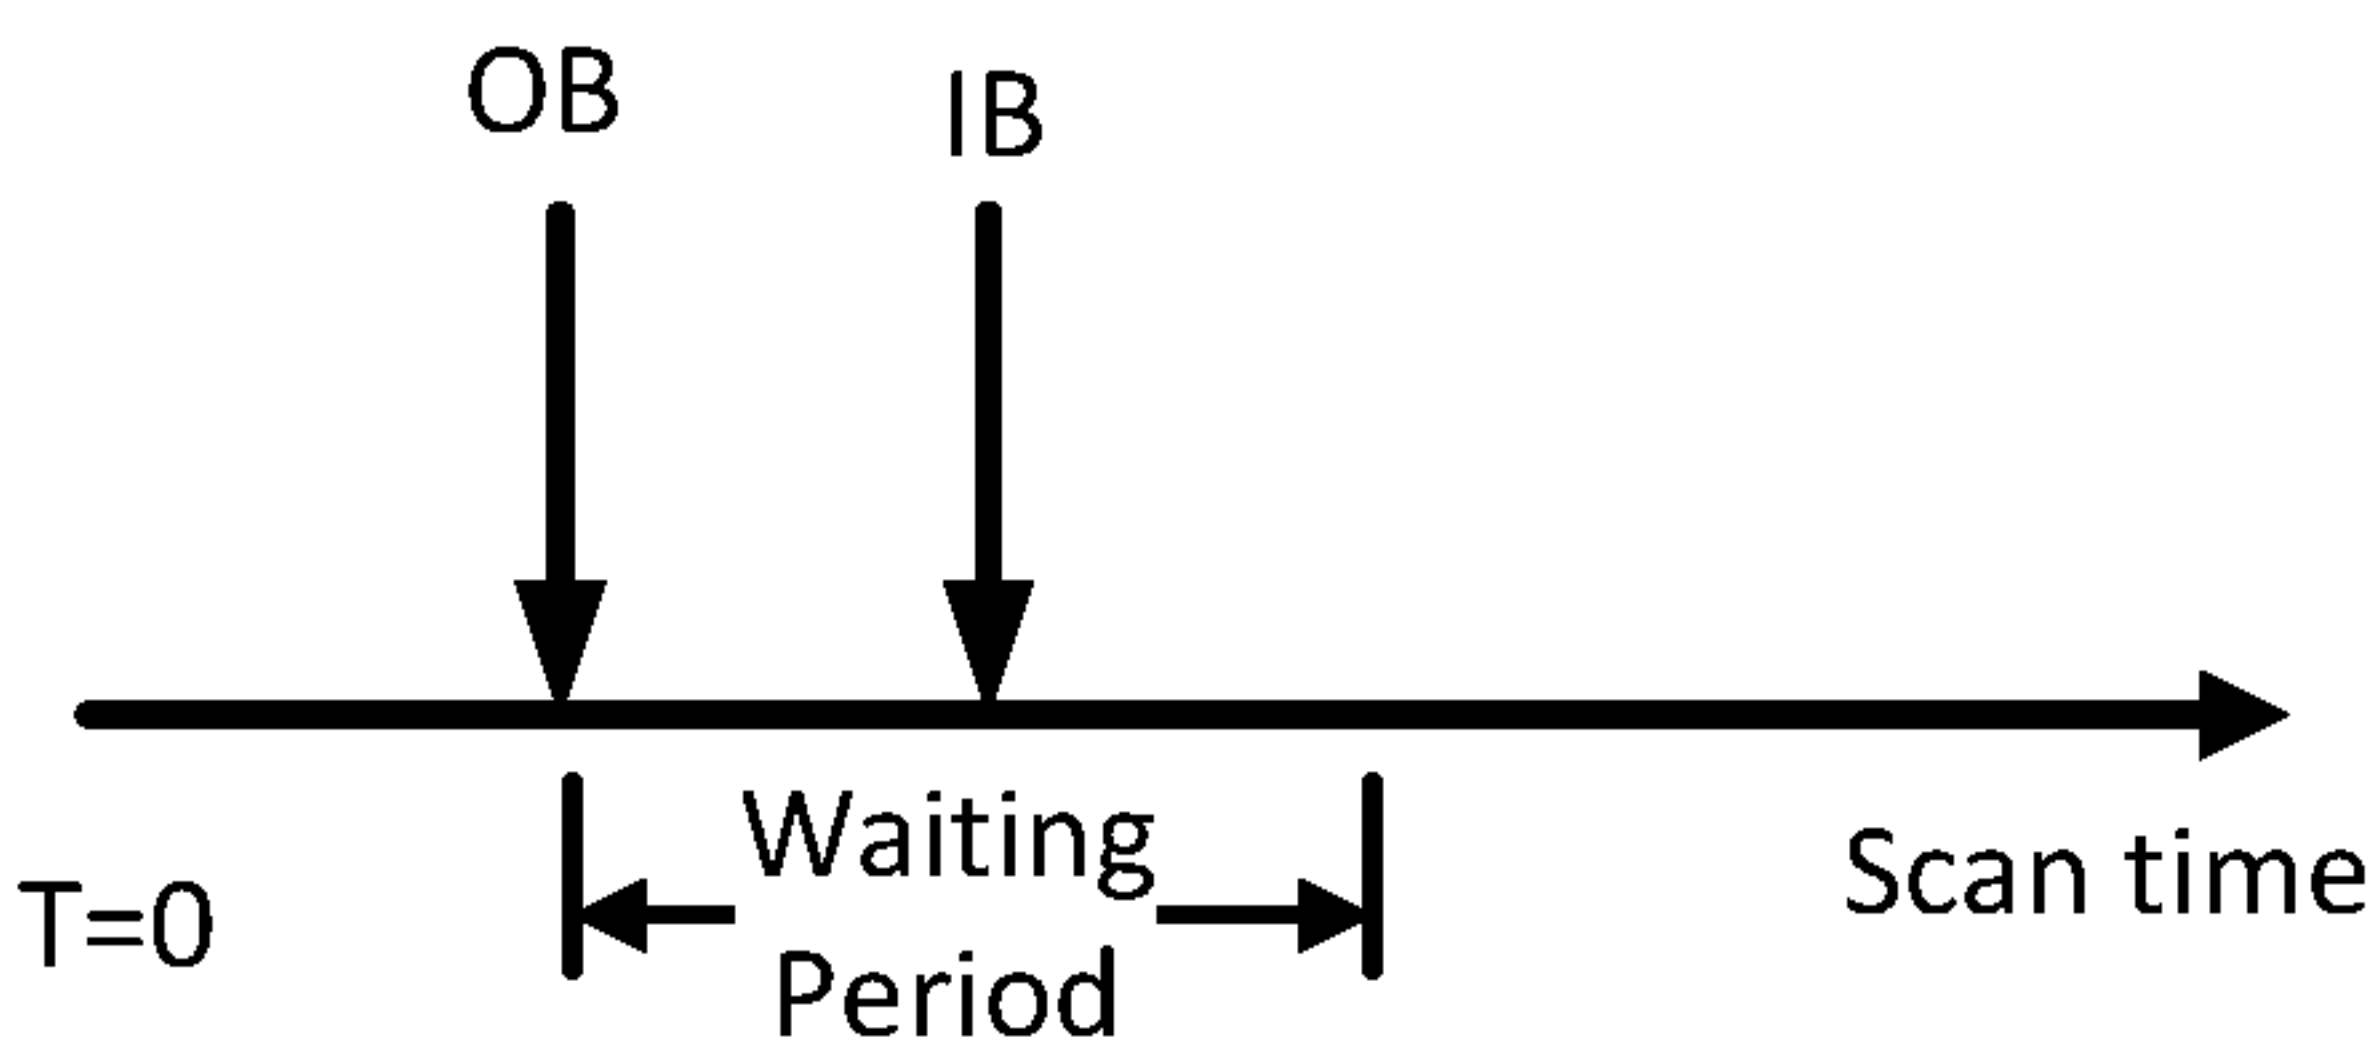 OB
IB
Waiting
Period
T=0
Scan time